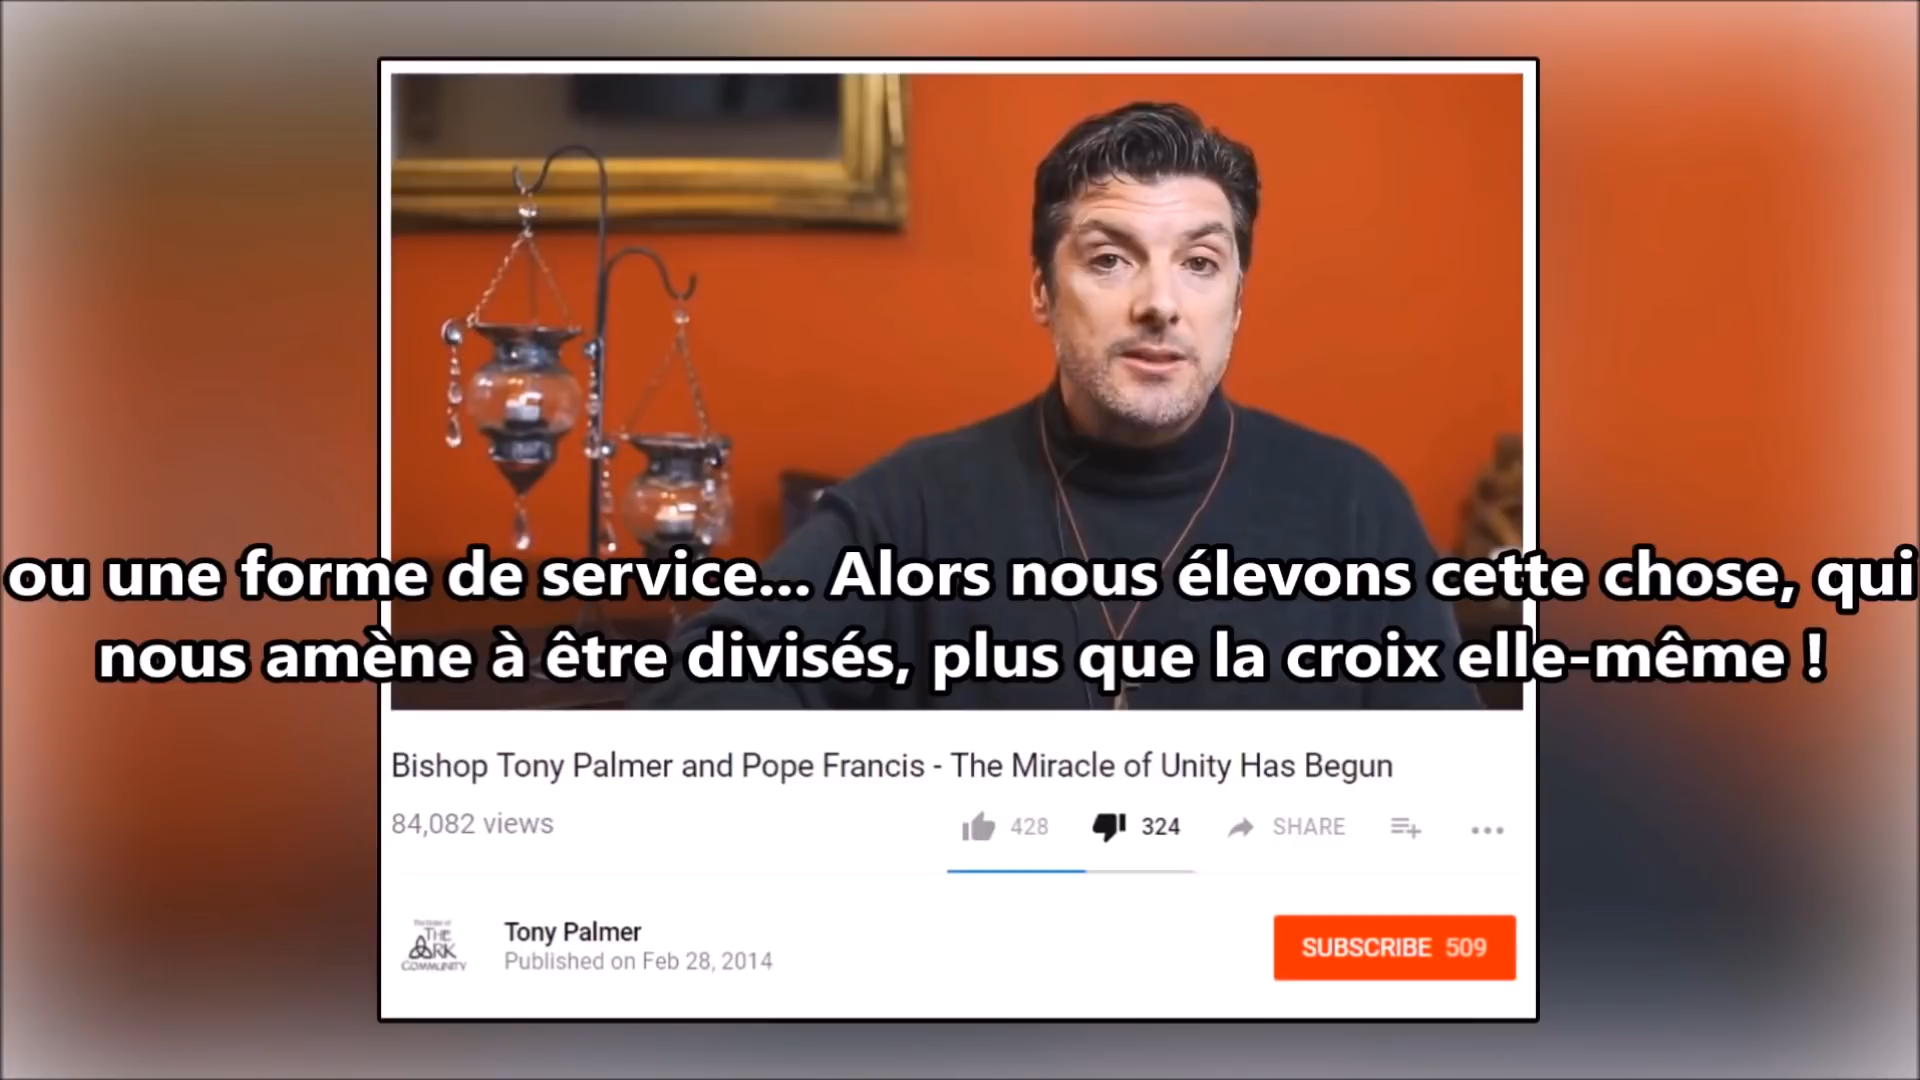 ou une forme de service... Alors nous élevons cette chose, qui
nous amène à être divisés, plus que la croix elle-même !
Bishop Tony Palmer and Pope Francis - The Miracle of Unity Has Begun
84,082 views
428
324
SHARE
THE
ARK
COMMUNITY
Tony Palmer
Published on Feb 28, 2014
SUBSCRIBE 509